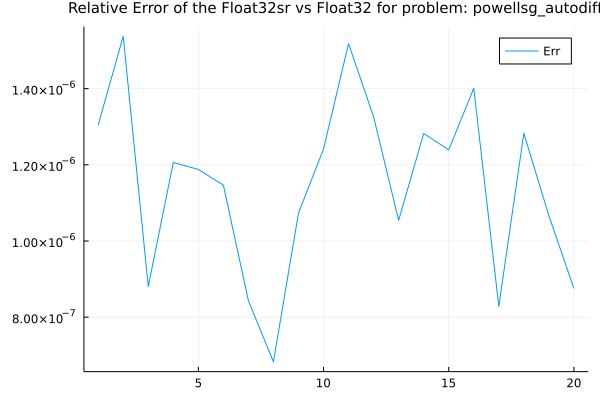 Relative Error of the Float32sr vs Float32 for problem: powellsg_autodiff
Err
1.40×10⁻⁶
1.20×10⁻⁶
1.00×10⁻⁶
8.00×10⁻⁷
5 10 15 20